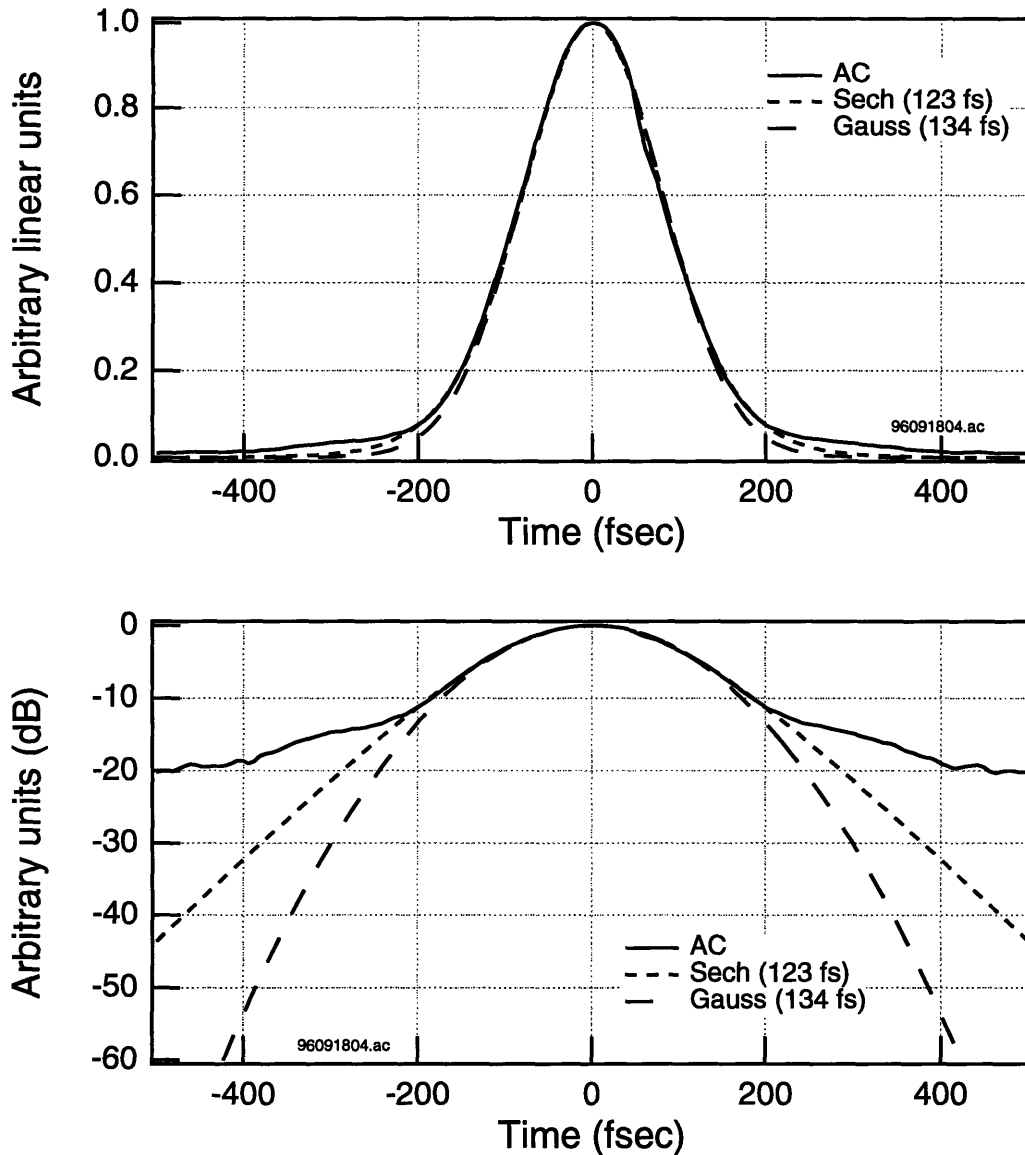 1.0
0.8
0.6
0.4
0.2
0.0
Arbitrary linear units
AC
Sech (123 fs)
Gauss (134 fs)
96091804.ac
-400
-200
0
200
400
Time (fsec)
0
-10
-20
-30
-40
-50
-60
Arbitrary units (dB)
AC
Sech (123 fs)
Gauss (134 fs)
96091804.ac
-400
-200
0
200
400
Time (fsec)